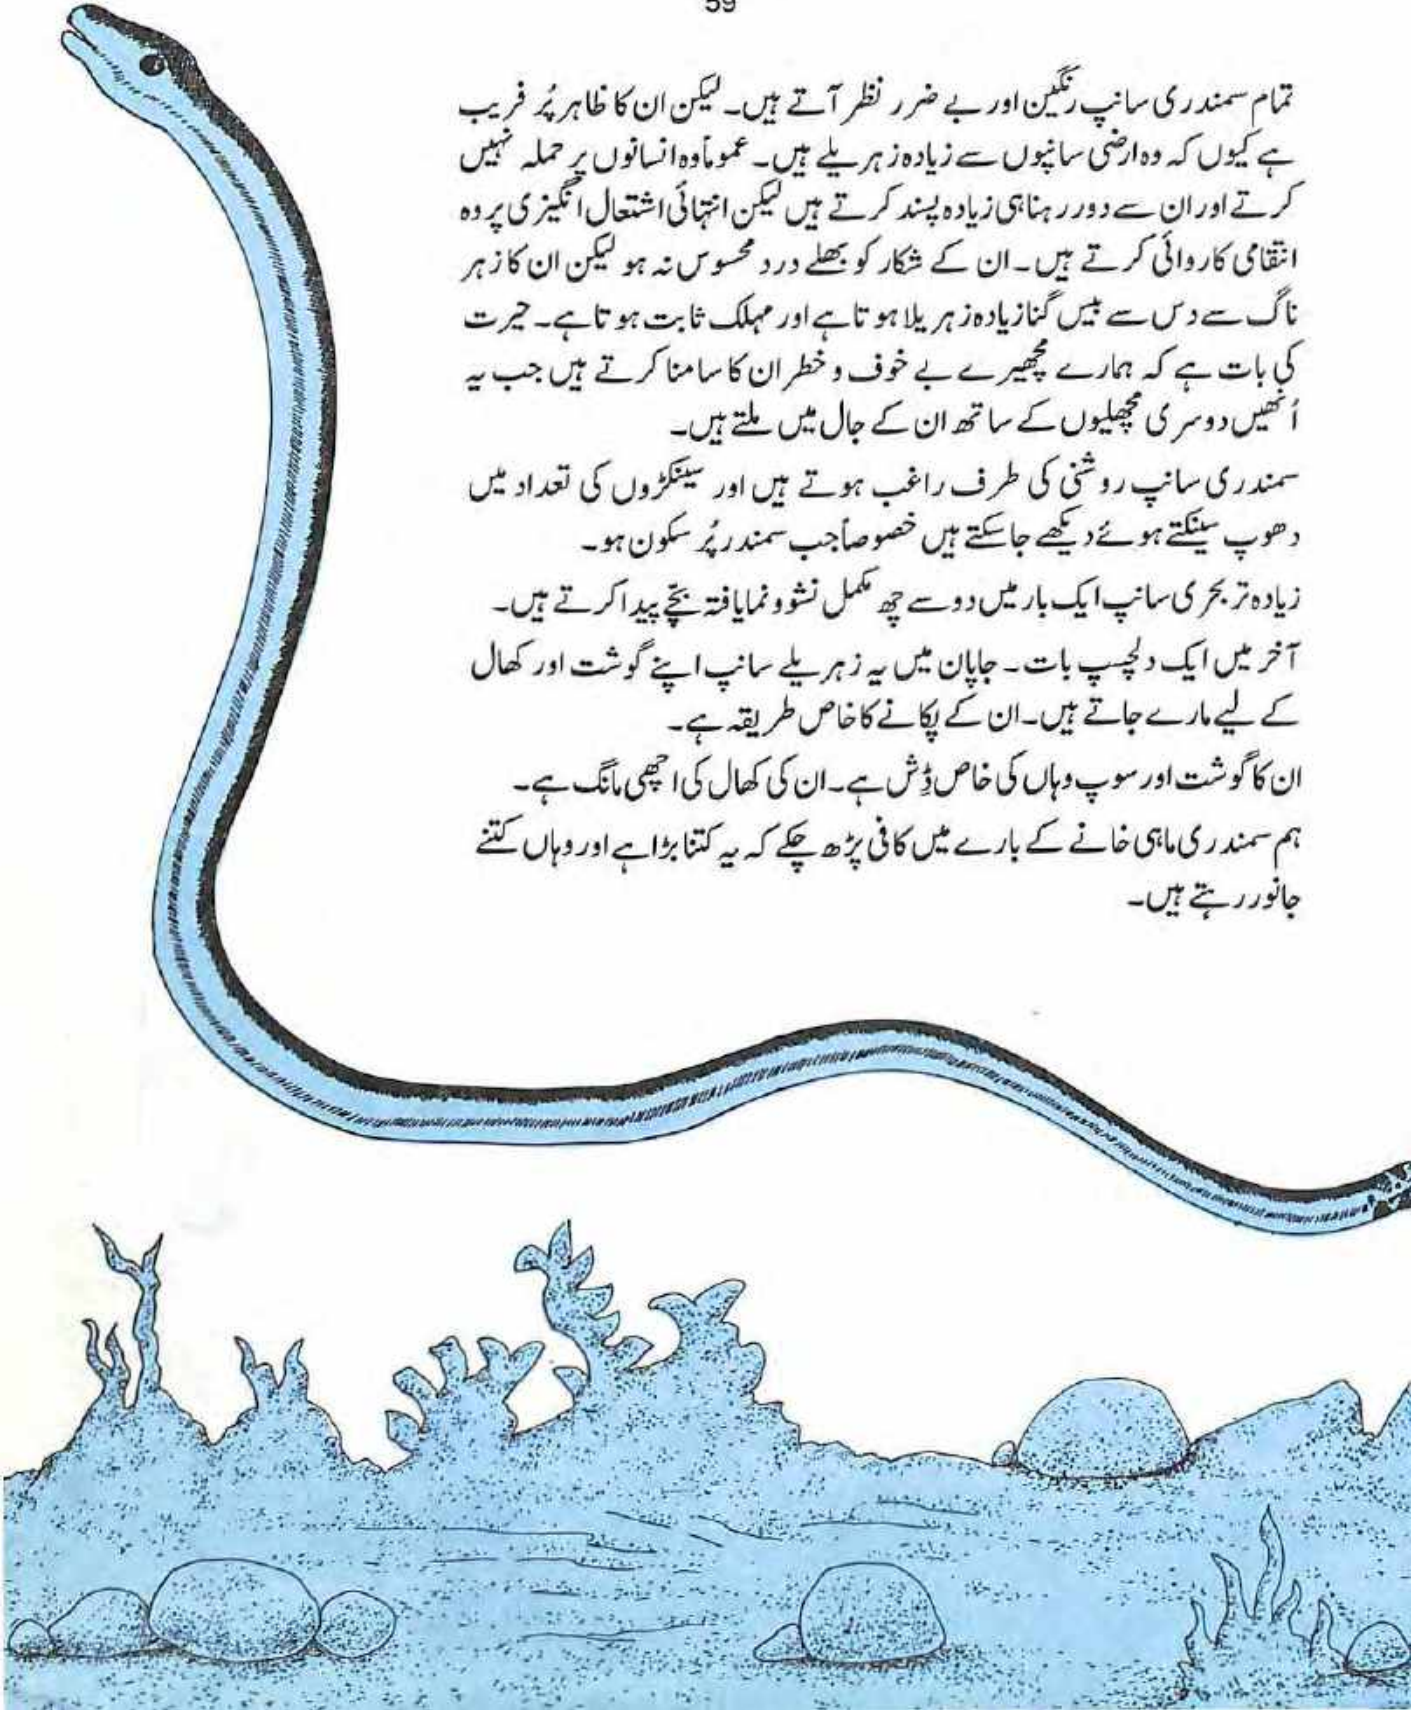 59
تمام سمندری سانپ رنگین اور بے ضرر نظر آتے ہیں۔ لیکن ان کا ظاہر پُر فریب
ہے کیوں کہ وہ ارضی سانپوں سے زیادہ زہریلے ہیں۔ عموماً وہ انسانوں پر حملہ نہیں
کرتے اور ان سے دور رہنا ہی زیادہ پسند کرتے ہیں لیکن انتہائی اشتعال انگیزی پر وہ
انتقامی کاروائی کرتے ہیں۔ ان کے شکار کو بھلے درد محسوس نہ ہو لیکن ان کا زہر
ناگ سے دس سے بیس گنا زیادہ زہریلا ہوتا ہے اور مہلک ثابت ہوتا ہے۔ حیرت
کی بات ہے کہ ہمارے مچھیرے بے خوف و خطر ان کا سامنا کرتے ہیں جب یہ
اُنھیں دوسری مچھلیوں کے ساتھ ان کے جال میں ملتے ہیں۔
سمندری سانپ روشنی کی طرف راغب ہوتے ہیں اور سینکڑوں کی تعداد میں
دھوپ سینکتے ہوئے دیکھے جاسکتے ہیں خصوصاً جب سمندر پُر سکون ہو۔
زیادہ تر بحری سانپ ایک بار میں دو سے چھ مکمل نشوونما یافتہ بچّے پیدا کرتے ہیں۔
آخر میں ایک دلچسپ بات۔ جاپان میں یہ زہریلے سانپ اپنے گوشت اور کھال
کے لیے مارے جاتے ہیں۔ ان کے پکانے کا خاص طریقہ ہے۔
ان کا گوشت اور سوپ وہاں کی خاص ڈِش ہے۔ ان کی کھال کی اچھی مانگ ہے۔
ہم سمندری ماہی خانے کے بارے میں کافی پڑھ چکے کہ یہ کتنا بڑا ہے اور وہاں کتنے
جانور رہتے ہیں۔